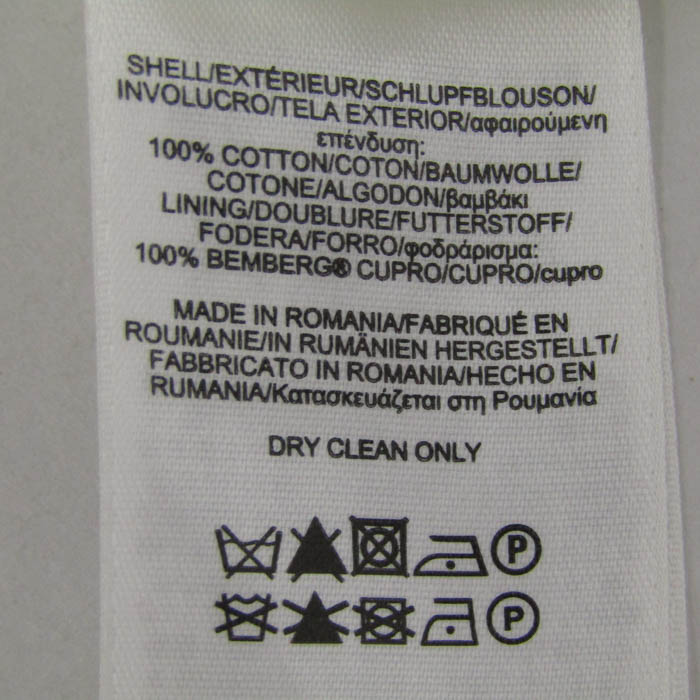 SHELL/EXTÉRIEUR/SCHLUPFBLOUSON/
INVOLUCRO/TELA EXTERIOR/αφαιρούμενη
επένδυση:
100% COTTON/COTON/BAUMWOLLE/
COTONE/ALGODON/βαμβάκι
LINING/DOUBLURE/FUTTERSTOFF/
FODERA/FORRO/φοδράρισμα:
100% BEMBERG® CUPRO/CUPRO/cupro
MADE IN ROMANIA/FABRIQUÉ EN
ROUMANIE/IN RUMÄNIEN HERGESTELLT/
FABBRICATO IN ROMANIA/HECHO EN
RUMANIA/Κατασκευάζεται στη Ρουμανία
DRY CLEAN ONLY
P
P